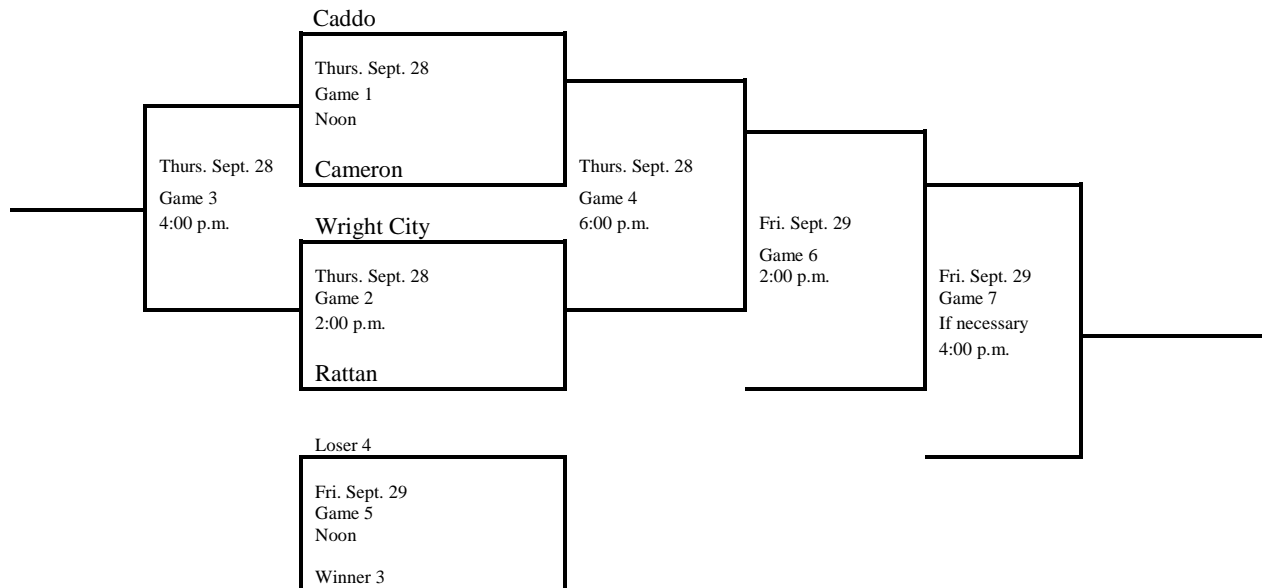 Caddo
Thurs. Sept. 28
Game 1
Noon
Cameron
Thurs. Sept. 28
Game 3
4:00 p.m.
Thurs. Sept. 28
Game 4
6:00 p.m.
Wright City
Thurs. Sept. 28
Game 2
2:00 p.m.
Rattan
Fri. Sept. 29
Game 6
2:00 p.m.
Fri. Sept. 29
Game 7
If necessary
4:00 p.m.
Loser 4
Fri. Sept. 29
Game 5
Noon
Winner 3